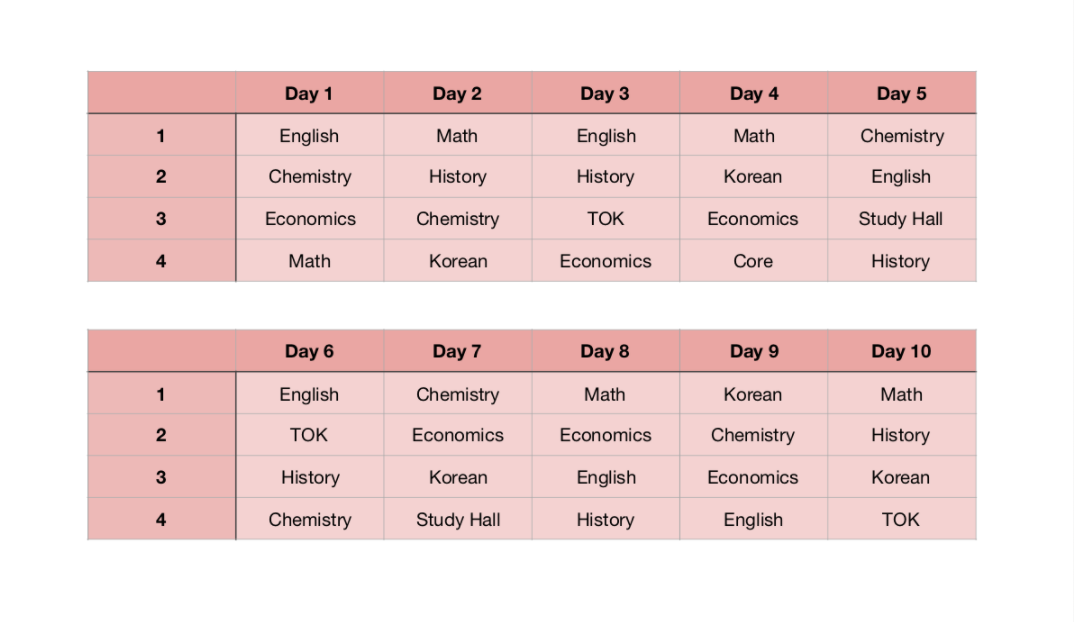 Day 1 Day 2 Day 3 Day 4 Day 5
1 English Math English Math Chemistry
2 Chemistry History History Korean English
3 Economics Chemistry TOK Economics Study Hall
4 Math Korean Economics Core History
Day 6 Day 7 Day 8 Day 9 Day 10
1 English Chemistry Math Korean Math
2 TOK Economics Economics Chemistry History
3 History Korean English Economics Korean
4 Chemistry Study Hall History English TOK